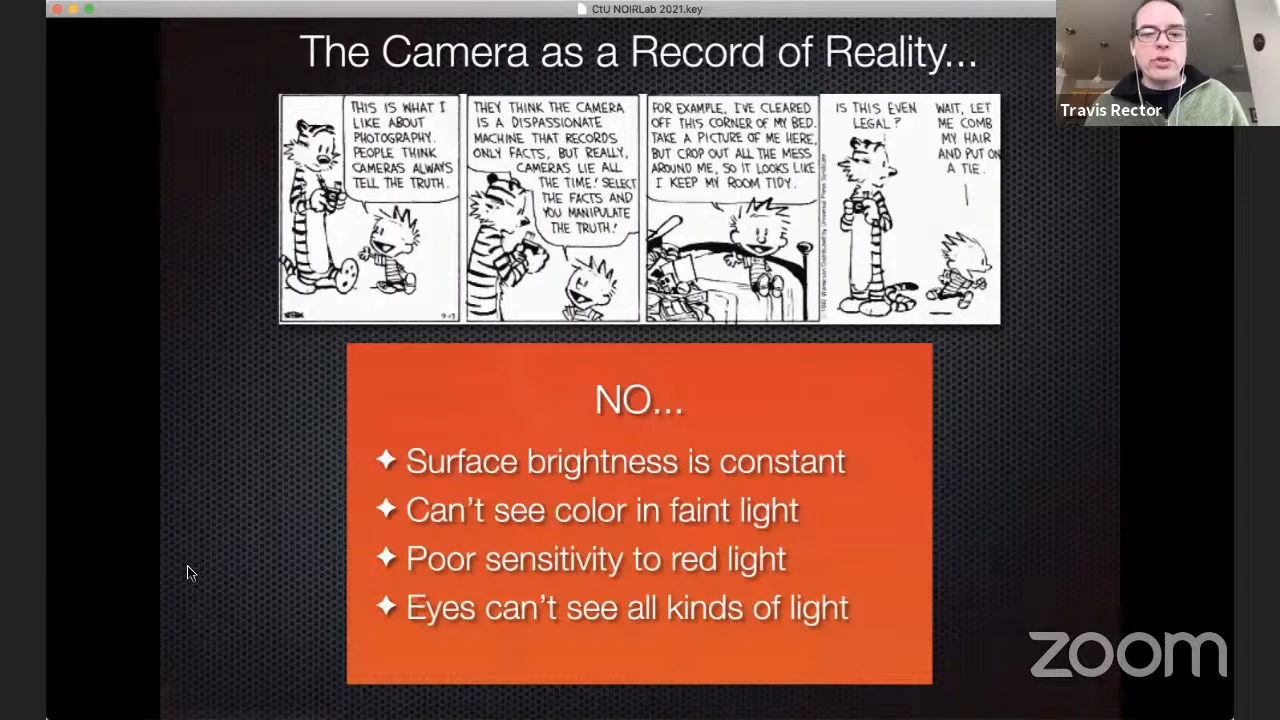 CtU NOIRLab 2021.key
The Camera as a Record of Reality...
Travis Rector
THIS IS WHAT I
LIKE ABOUT
PHOTOGRAPHY.
PEOPLE THINK
CAMERAS ALWAYS
TELL THE TRUTH.
THEY THINK THE CAMERA
IS A DISPASSIONATE
MACHINE THAT RECORDS
ONLY FACTS, BUT REALLY,
CAMERAS LIE ALL
THE TIME! SELECT
THE FACTS AND
YOU MANIPULATE
THE TRUTH!
FOR EXAMPLE, I'VE CLEARED
OFF THIS CORNER OF MY BED.
TAKE A PICTURE OF ME HERE,
BUT CROP OUT ALL THE MESS
AROUND ME, SO IT LOOKS LIKE
I KEEP MY ROOM TIDY.
IS THIS EVEN
LEGAL?
WAIT, LET
ME COMB
MY HAIR
AND PUT ON
A TIE.
NO...
Surface brightness is constant
Can't see color in faint light
Poor sensitivity to red light
Eyes can't see all kinds of light
zoom